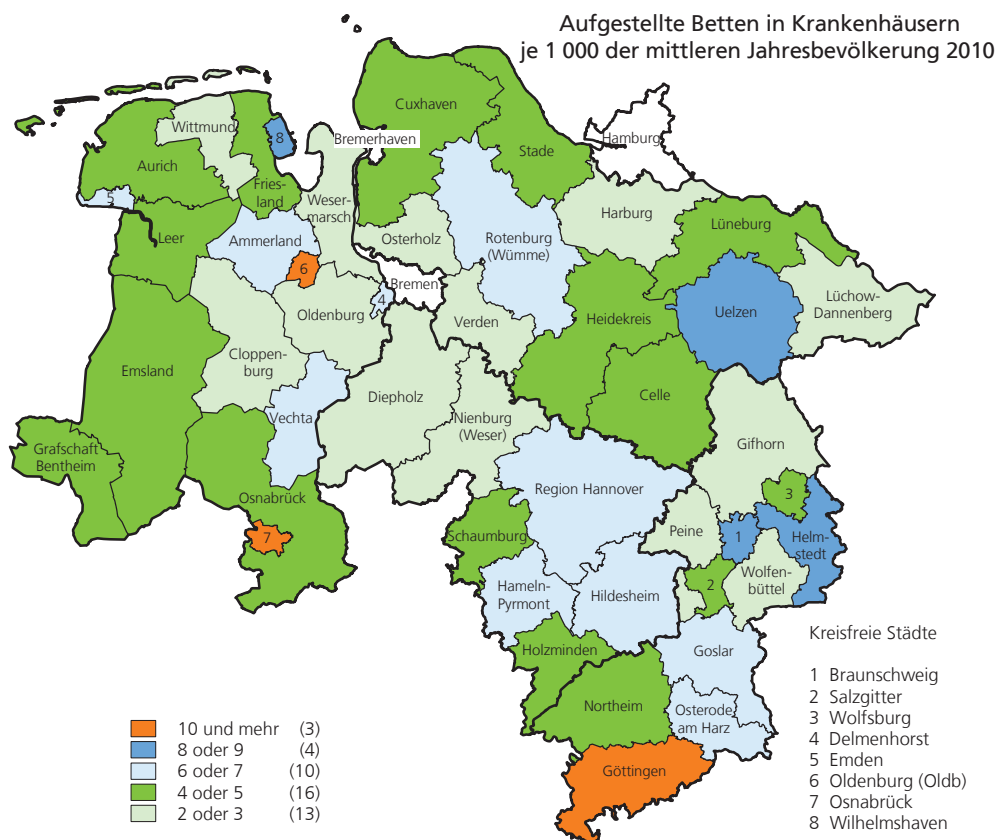 Aufgestellte Betten in Krankenhäusern
je 1 000 der mittleren Jahresbevölkerung 2010
Cuxhaven
Wittmund
8
Bremerhaven
Hamburg
Stade
Aurich
Fries-
land
5
Weser-
marsch
Harburg
Lüneburg
Leer
Ammerland
Osterholz
Rotenburg
(Wümme)
6
Bremen
4
Lüchow-
Dannenberg
Oldenburg
Verden
Heidekreis
Uelzen
Cloppen-
burg
Emsland
Diepholz
Celle
Vechta
Nienburg
(Weser)
Gifhorn
Grafschaft
Bentheim
Region Hannover
Osnabrück
3
7
Schaumburg
Peine
1
Helm-
stedt
Wolfen-
büttel
2
Hameln-
Pyrmont
Hildesheim
Holzminden
Goslar
Northeim
Osterode
am Harz
Göttingen
10 und mehr (3)
8 oder 9 (4)
6 oder 7 (10)
4 oder 5 (16)
2 oder 3 (13)
Kreisfreie Städte
1 Braunschweig
2 Salzgitter
3 Wolfsburg
4 Delmenhorst
5 Emden
6 Oldenburg (Oldb)
7 Osnabrück
8 Wilhelmshaven